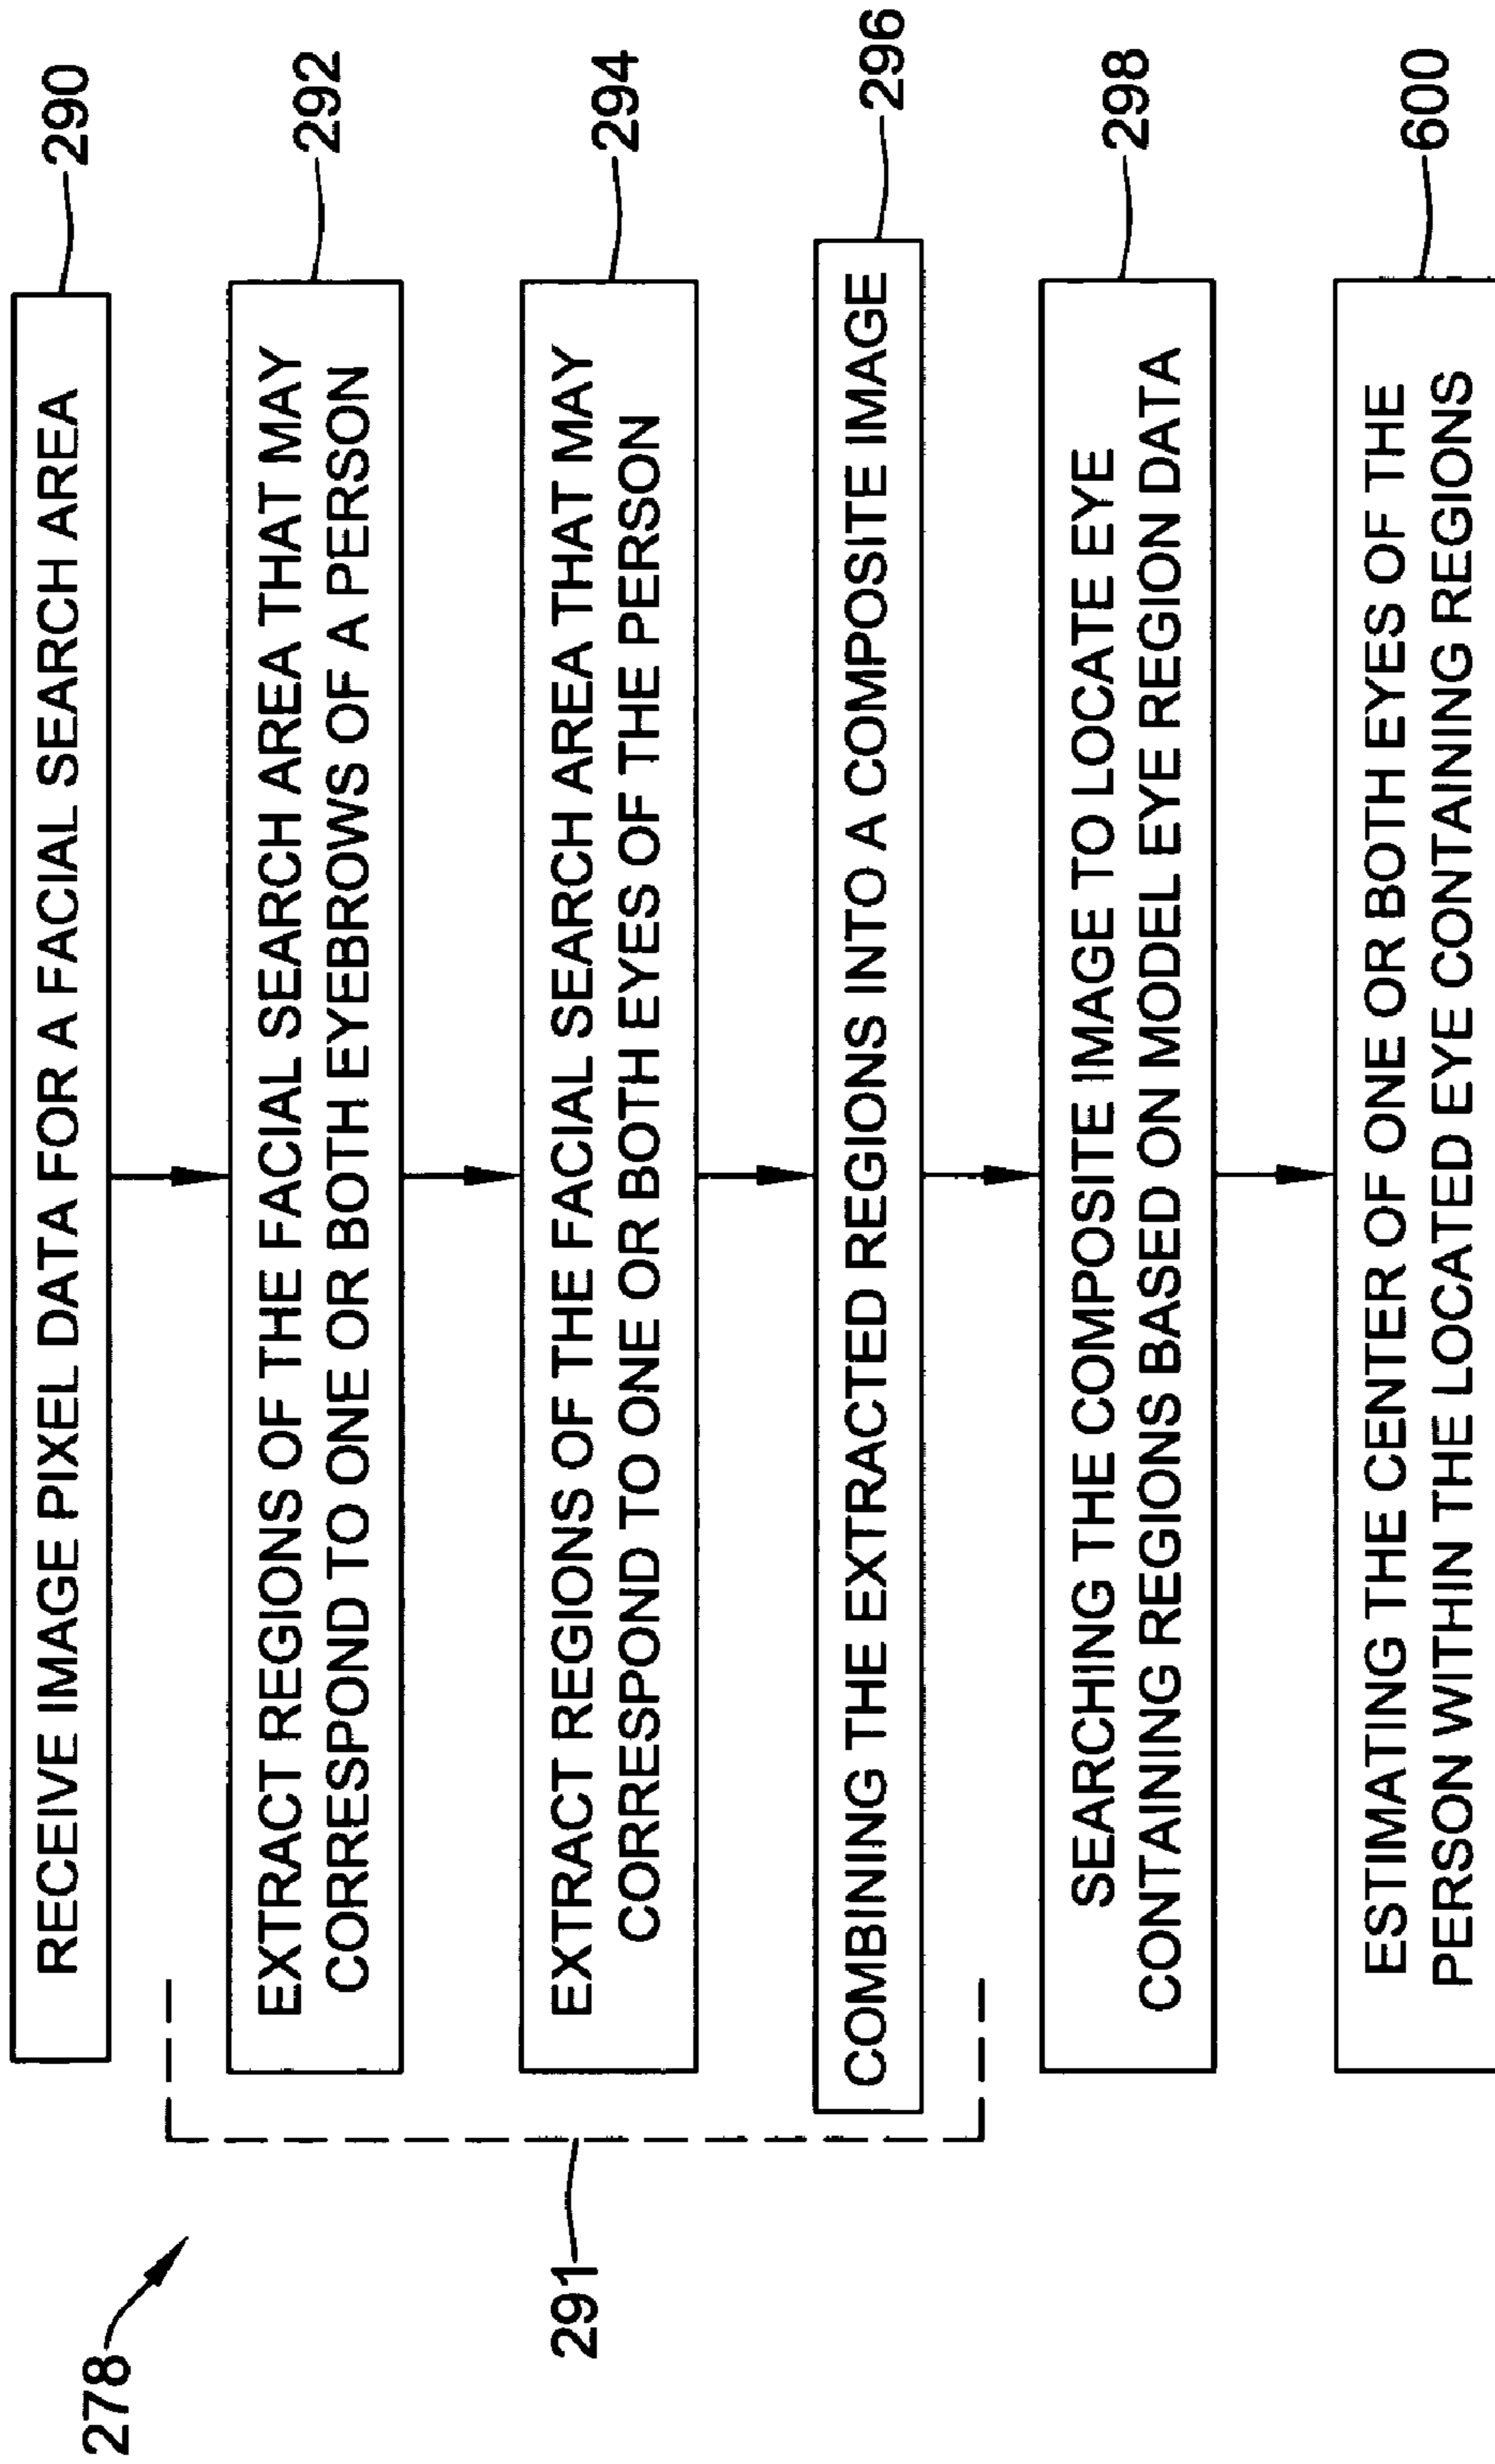 278
RECEIVE IMAGE PIXEL DATA FOR A FACIAL SEARCH AREA
290
291
EXTRACT REGIONS OF THE FACIAL SEARCH AREA THAT MAY
CORRESPOND TO ONE OR BOTH EYEBROWS OF A PERSON
292
EXTRACT REGIONS OF THE FACIAL SEARCH AREA THAT MAY
CORRESPOND TO ONE OR BOTH EYES OF THE PERSON
294
COMBINING THE EXTRACTED REGIONS INTO A COMPOSITE IMAGE
296
SEARCHING THE COMPOSITE IMAGE TO LOCATE EYE
CONTAINING REGIONS BASED ON MODEL EYE REGION DATA
298
ESTIMATING THE CENTER OF ONE OR BOTH EYES OF THE
PERSON WITHIN THE LOCATED EYE CONTAINING REGIONS
600